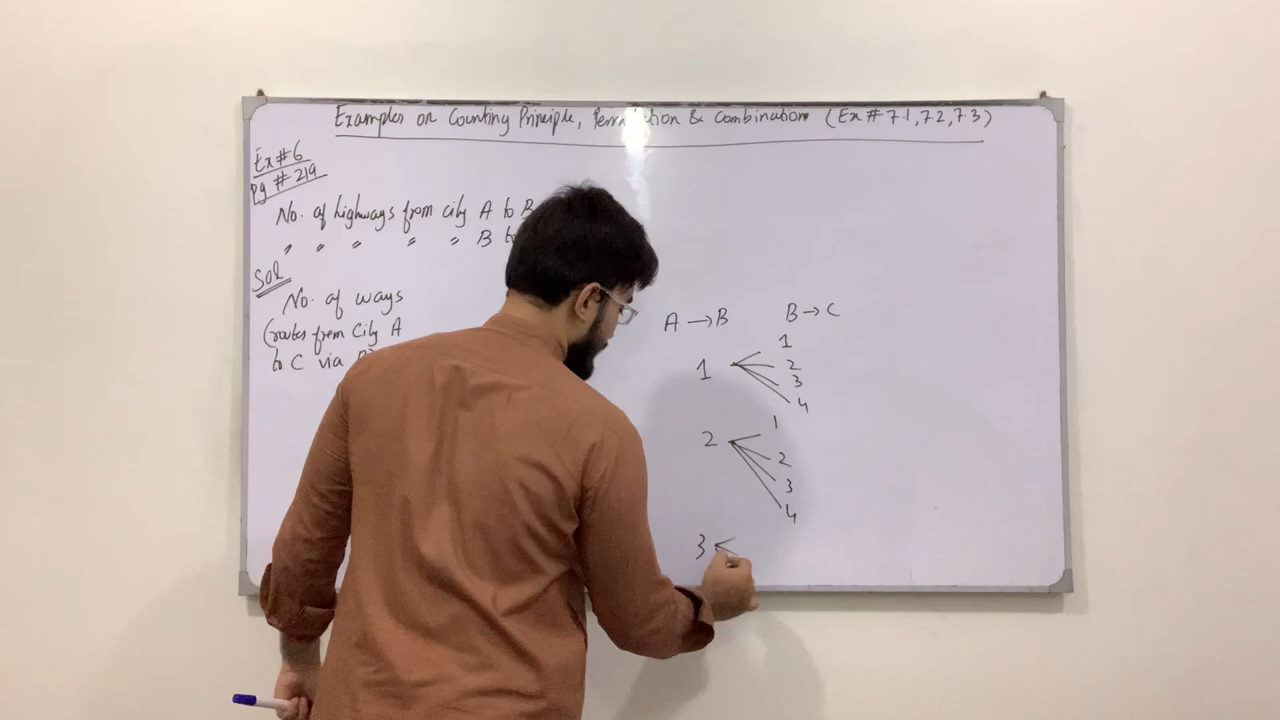 Examples on Counting Principle, Permutation & Combinations (Ex # 7.1, 7.2, 7.3)
Ex # 6
Pg # 219
No. of highways from city A to B
" " " " " B to
Sol
No. of ways
(routes from City A
to C via
A → B
B → C
1
1
2
3
4
2
1
2
3
4
3